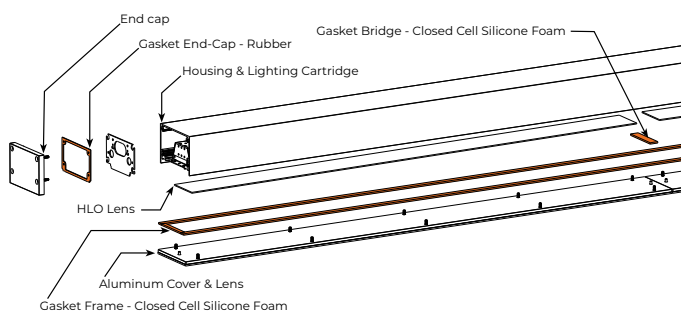 End cap
Gasket End-Cap - Rubber
Gasket Bridge - Closed Cell Silicone Foam
Housing & Lighting Cartridge
HLO Lens
Aluminum Cover & Lens
Gasket Frame - Closed Cell Silicone Foam